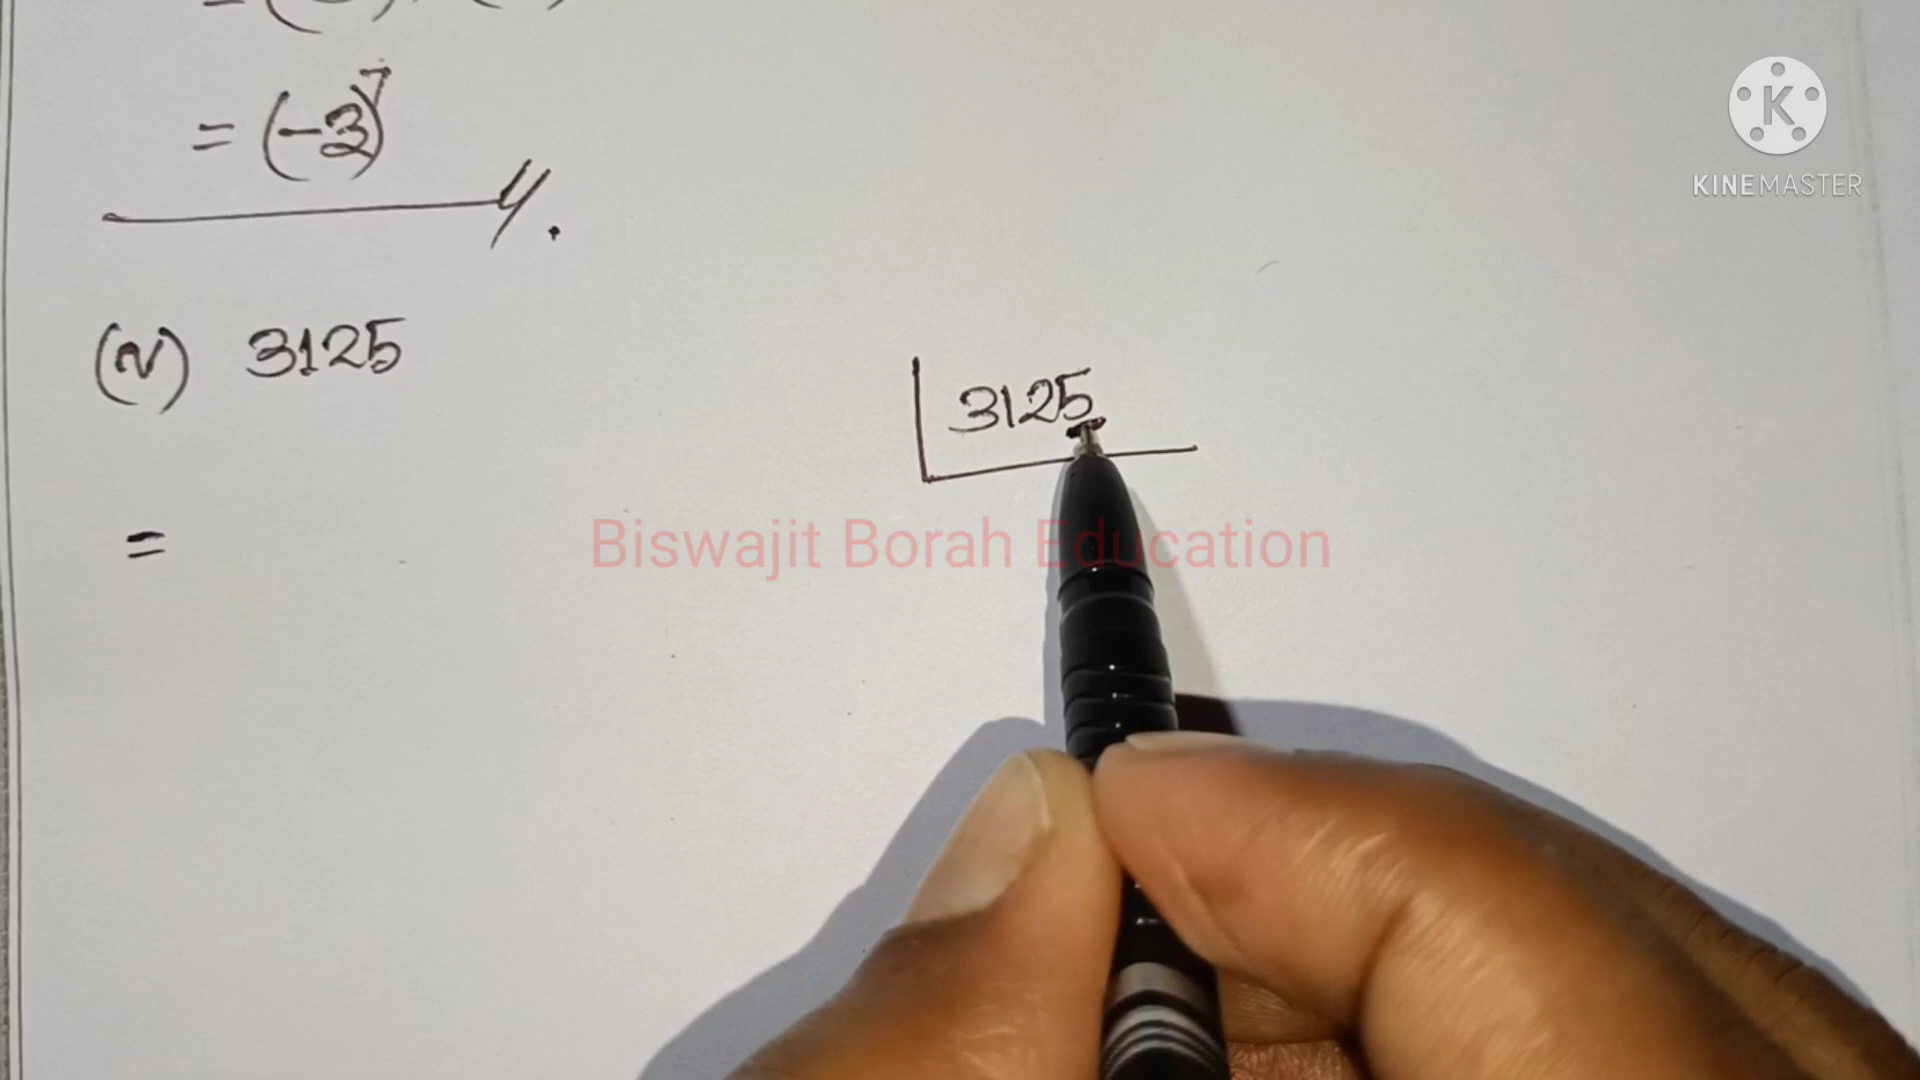 = (-3)^7
KINEMASTER
(v) 3125
3125
Biswajit Borah Education
=